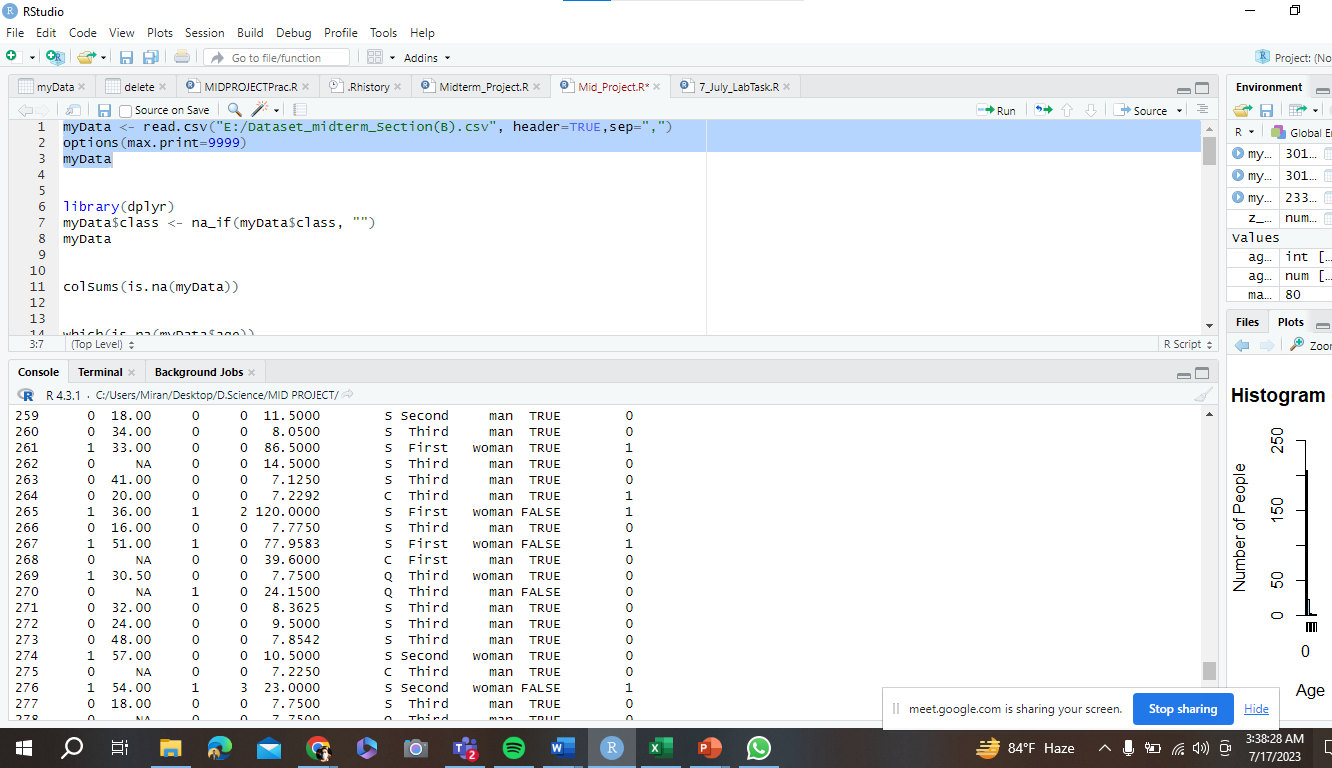 RStudio
File Edit Code View Plots Session Build Debug Profile Tools Help
Go to file/function Addins Project: (No
myData delete MIDPROJECTPrac.R .Rhistory Midterm_Project.R Mid_Project.R* 7_July_LabTask.R
Source on Save Run Source
1 myData <- read.csv("E:/Dataset_midterm_Section(B).csv", header=TRUE,sep=",")
2 options(max.print=9999)
3 myData
4
5
6 library(dplyr)
7 myData$class <- na_if(myData$class, "")
8 myData
9
10
11 colSums(is.na(myData))
12
13
14 which(is.na(myData$age))
3:7 (Top Level) R Script
Console Terminal Background Jobs
R 4.3.1 · C:/Users/Miran/Desktop/D.Science/MID PROJECT/
259 0 18.00 0 0 11.5000 S Second man TRUE 0
260 0 34.00 0 0 8.0500 S Third man TRUE 0
261 1 33.00 0 0 86.5000 S First woman TRUE 1
262 0 NA 0 0 14.5000 S Third man TRUE 0
263 0 41.00 0 0 7.1250 S Third man TRUE 0
264 0 20.00 0 0 7.2292 C Third man TRUE 1
265 1 36.00 1 2 120.0000 S First woman FALSE 1
266 0 16.00 0 0 7.7750 S Third man TRUE 0
267 1 51.00 1 0 77.9583 S First woman FALSE 1
268 0 NA 0 0 39.6000 C First man TRUE 0
269 1 30.50 0 0 7.7500 Q Third woman TRUE 0
270 0 NA 1 0 24.1500 Q Third man FALSE 0
271 0 32.00 0 0 8.3625 S Third man TRUE 0
272 0 24.00 0 0 9.5000 S Third man TRUE 0
273 0 48.00 0 0 7.8542 S Third man TRUE 0
274 1 57.00 0 0 10.5000 S Second woman TRUE 0
275 0 NA 0 0 7.2250 C Third man TRUE 0
276 1 54.00 1 3 23.0000 S Second woman FALSE 1
277 0 18.00 0 0 7.7500 S Third man TRUE 0
278 0 NA 0 0 7.7500 Q Third man TRUE 0
Environment
R Global En
my... 301...
my... 301...
my... 233...
z_... num...
Values
ag... int [...
ag... num [...
ma... 80
Files Plots
Zoor
Histogram
Number of People
250
150
50
0
0
Age
meet.google.com is sharing your screen. Stop sharing Hide
2
84°F Haze
3:38:28 AM
7/17/2023